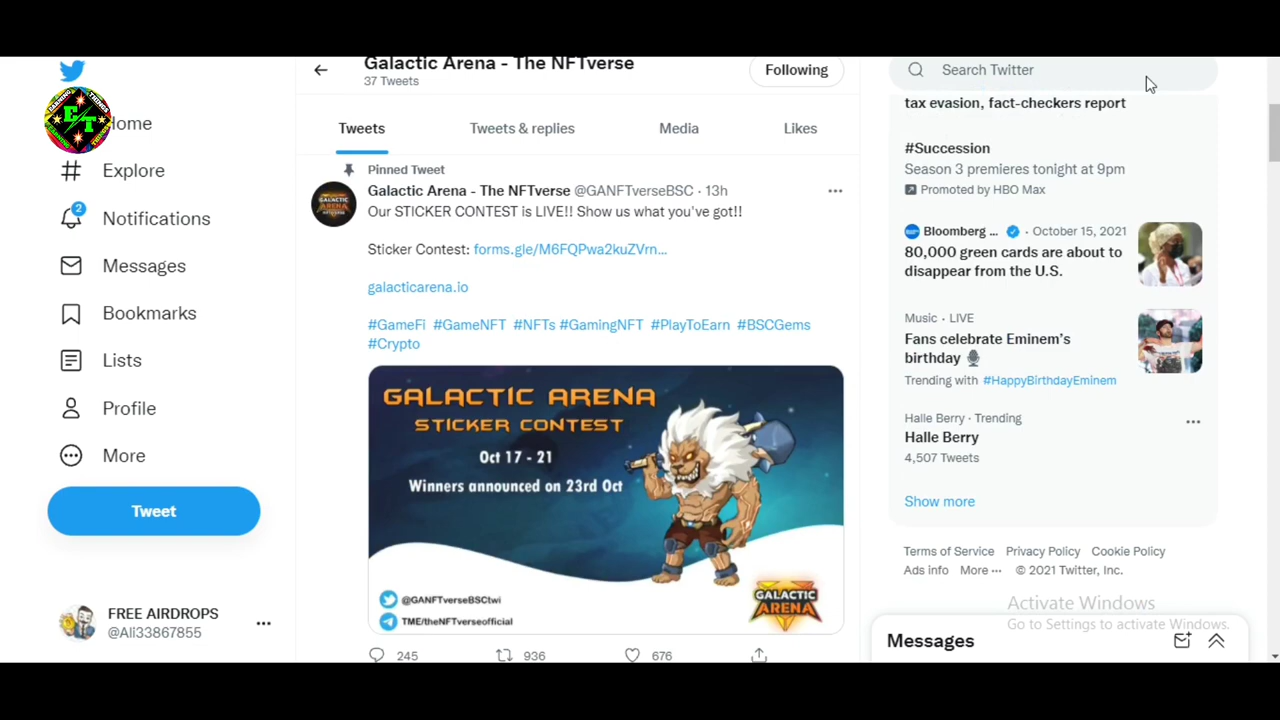 Home
Explore
2
Notifications
Messages
Bookmarks
Lists
Profile
More
Tweet
FREE AIRDROPS
@Ali33867855
EARNING THINGS
E/T
Galactic Arena - The NFTverse
37 Tweets
Following
Tweets
Tweets & replies
Media
Likes
Pinned Tweet
Galactic Arena - The NFTverse @GANFTverseBSC · 13h
Our STICKER CONTEST is LIVE!! Show us what you've got!!
Sticker Contest: forms.gle/M6FQPwa2kuZVrn...
galacticarena.io
#GameFi #GameNFT #NFTs #GamingNFT #PlayToEarn #BSCGems
#Crypto
GALACTIC ARENA
STICKER CONTEST
Oct 17 - 21
Winners announced on 23rd Oct
@GANFTverseBSCtwi
TME/theNFTverseofficial
GALACTIC
ARENA
245
936
676
Search Twitter
tax evasion, fact-checkers report
#Succession
Season 3 premieres tonight at 9pm
Promoted by HBO Max
Bloomberg ... · October 15, 2021
80,000 green cards are about to
disappear from the U.S.
Music · LIVE
Fans celebrate Eminem's
birthday
Trending with #HappyBirthdayEminem
Halle Berry · Trending
Halle Berry
4,507 Tweets
Show more
Terms of Service Privacy Policy Cookie Policy
Ads info More ··· © 2021 Twitter, Inc.
Activate Windows
Go to Settings to activate Windows.
Messages